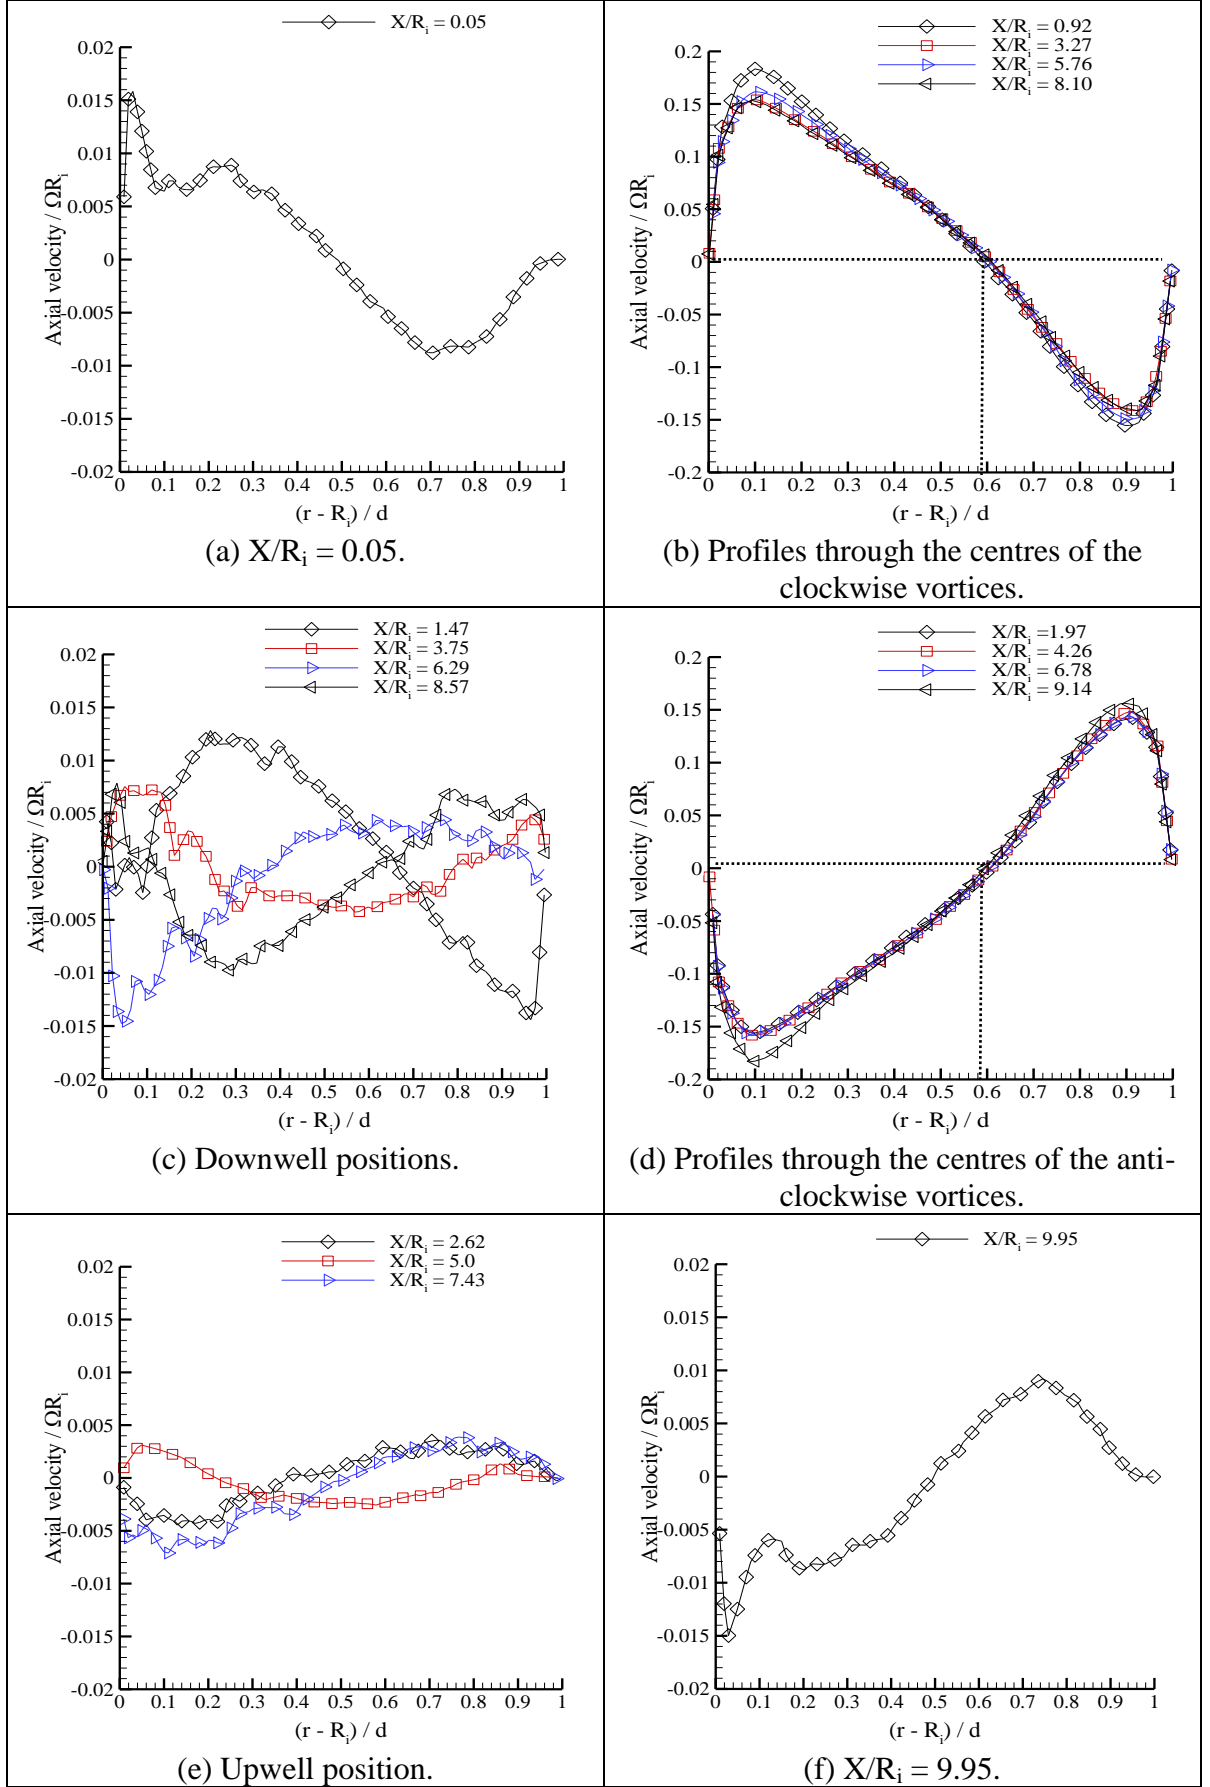 X/Ri = 0.05
0.02
0.015
0.01
0.005
0
-0.005
-0.01
-0.015
-0.02
Axial velocity / ΩRi
0 0.1 0.2 0.3 0.4 0.5 0.6 0.7 0.8 0.9 1
(r - Ri) / d
(a) X/Ri = 0.05.
X/Ri = 0.92
X/Ri = 3.27
X/Ri = 5.76
X/Ri = 8.10
0.2
0.15
0.1
0.05
0
-0.05
-0.1
-0.15
-0.2
Axial velocity / ΩRi
0 0.1 0.2 0.3 0.4 0.5 0.6 0.7 0.8 0.9 1
(r - Ri) / d
(b) Profiles through the centres of the
clockwise vortices.
X/Ri = 1.47
X/Ri = 3.75
X/Ri = 6.29
X/Ri = 8.57
0.02
0.015
0.01
0.005
0
-0.005
-0.01
-0.015
-0.02
Axial velocity / ΩRi
0 0.1 0.2 0.3 0.4 0.5 0.6 0.7 0.8 0.9 1
(r - Ri) / d
(c) Downwell positions.
X/Ri =1.97
X/Ri = 4.26
X/Ri = 6.78
X/Ri = 9.14
0.2
0.15
0.1
0.05
0
-0.05
-0.1
-0.15
-0.2
Axial velocity / ΩRi
0 0.1 0.2 0.3 0.4 0.5 0.6 0.7 0.8 0.9 1
(r - Ri) / d
(d) Profiles through the centres of the anti-
clockwise vortices.
X/Ri = 2.62
X/Ri = 5.0
X/Ri = 7.43
0.02
0.015
0.01
0.005
0
-0.005
-0.01
-0.015
-0.02
Axial velocity / ΩRi
0 0.1 0.2 0.3 0.4 0.5 0.6 0.7 0.8 0.9 1
(r - Ri) / d
(e) Upwell position.
X/Ri = 9.95
0.02
0.015
0.01
0.005
0
-0.005
-0.01
-0.015
-0.02
Axial velocity / ΩRi
0 0.1 0.2 0.3 0.4 0.5 0.6 0.7 0.8 0.9 1
(r - Ri) / d
(f) X/Ri = 9.95.